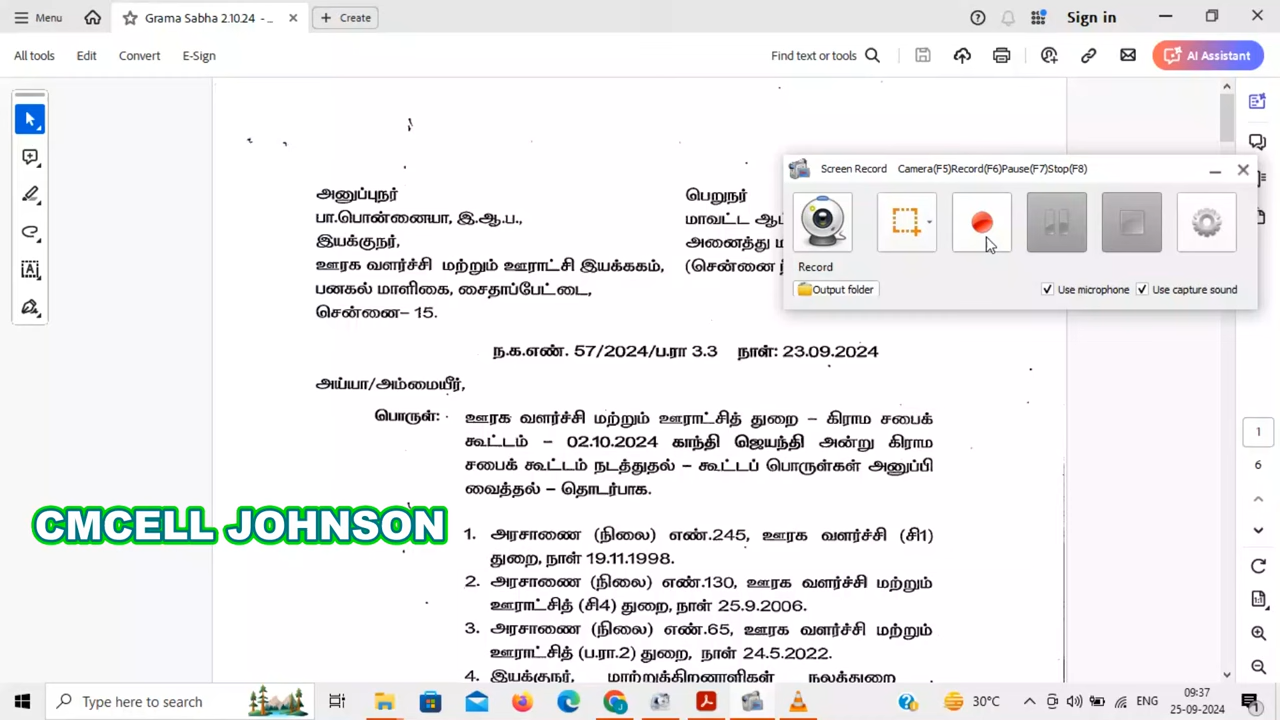 Menu
Grama Sabha 2.10.24 - ...
Create
Sign in
All tools
Edit
Convert
E-Sign
Find text or tools
AI Assistant
Screen Record Camera(F5)Record(F6)Pause(F7)Stop(F8)
Record
Output folder
Use microphone
Use capture sound
அனுப்புநர்
பா.பொன்னையா, இ.ஆ.ப.,
இயக்குநர்,
ஊரக வளர்ச்சி மற்றும் ஊராட்சி இயக்ககம்,
பனகல் மாளிகை, சைதாப்பேட்டை,
சென்னை– 15.
பெறுநர்
மாவட்ட
அனைத்து
(சென்னை
ந.க.எண். 57/2024/ப.ரா 3.3 நாள்: 23.09.2024
அய்யா/அம்மையீர்,
பொருள்:
ஊரக வளர்ச்சி மற்றும் ஊராட்சித் துறை – கிராம சபைக்
கூட்டம் – 02.10.2024 காந்தி ஜெயந்தி அன்று கிராம
சபைக் கூட்டம் நடத்துதல் – கூட்டப் பொருள்கள் அனுப்பி
வைத்தல் – தொடர்பாக.
1. அரசாணை (நிலை) எண்.245, ஊரக வளர்ச்சி (சி1)
துறை, நாள் 19.11.1998.
2. அரசாணை (நிலை) எண்.130, ஊரக வளர்ச்சி மற்றும்
ஊராட்சித் (சி4) துறை, நாள் 25.9.2006.
3. அரசாணை (நிலை) எண்.65, ஊரக வளர்ச்சி மற்றும்
ஊராட்சித் (ப.ரா.2) துறை, நாள் 24.5.2022.
4. இயக்குநர், மாற்றுத்திறனாளிகள் நலத்துறை
CMCELL JOHNSON
1
6
Type here to search
30°C
ENG
09:37
25-09-2024